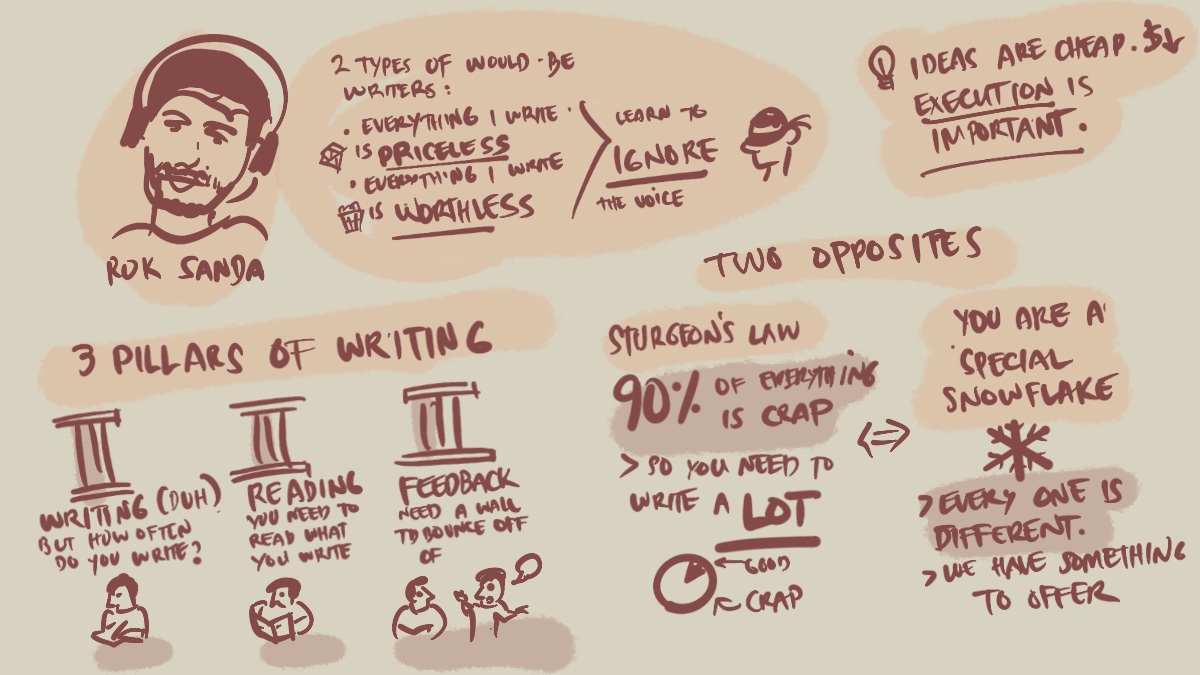 ROK SANDA
2 TYPES OF WOULD-BE
WRITERS:
• EVERYTHING I WRITE
IS PRICELESS
• EVERYTHING I WRITE
IS WORTHLESS
LEARN TO
IGNORE
THE VOICE
IDEAS ARE CHEAP. $↓
EXECUTION IS
IMPORTANT.
3 PILLARS OF WRITING
WRITING (DUH)
BUT HOW OFTEN
DO YOU WRITE?
READING
YOU NEED TO
READ WHAT
YOU WRITE
FEEDBACK
NEED A WALL
TO BOUNCE OFF
OF
TWO OPPOSITES
STURGEON'S LAW
90% OF EVERYTHING
IS CRAP
> SO YOU NEED TO
WRITE A LOT
GOOD
CRAP
YOU ARE A
SPECIAL
SNOWFLAKE
> EVERY ONE IS
DIFFERENT.
> WE HAVE SOMETHING
TO OFFER